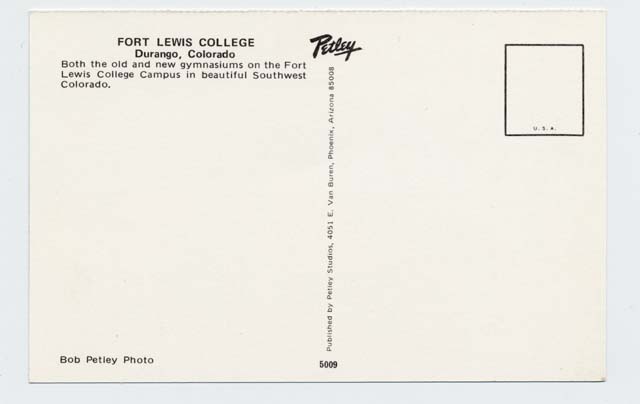 FORT LEWIS COLLEGE
Durango, Colorado
Both the old and new gymnasiums on the Fort
Lewis College Campus in beautiful Southwest
Colorado.
Petley
U. S. A.
Published by Petley Studios, 4051 E. Van Buren, Phoenix, Arizona 85008
Bob Petley Photo
5009